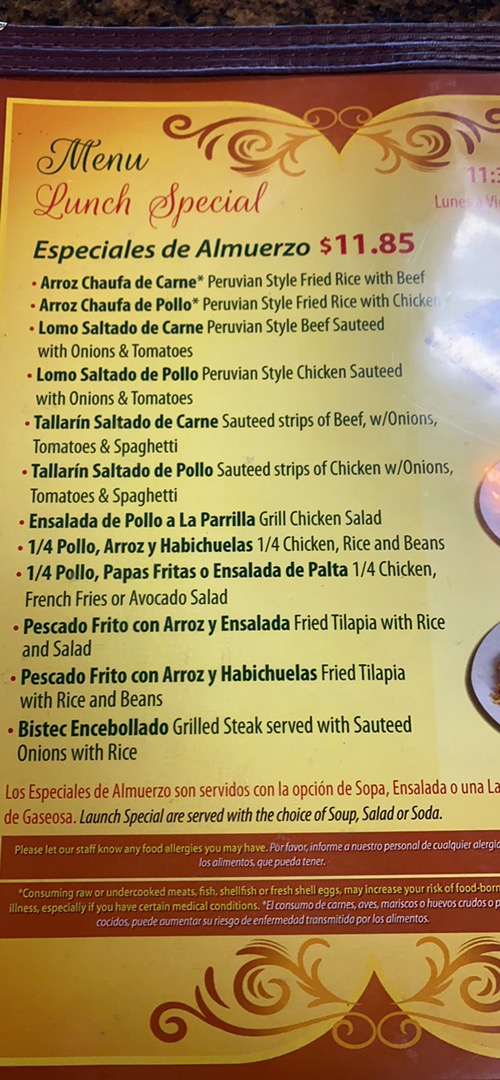 Menu
Lunch Special
11:3
Lunes a Vi
Especiales de Almuerzo $11.85
• Arroz Chaufa de Carne* Peruvian Style Fried Rice with Beef
• Arroz Chaufa de Pollo* Peruvian Style Fried Rice with Chicken
• Lomo Saltado de Carne Peruvian Style Beef Sauteed
with Onions & Tomatoes
• Lomo Saltado de Pollo Peruvian Style Chicken Sauteed
with Onions & Tomatoes
• Tallarín Saltado de Carne Sauteed strips of Beef, w/Onions,
Tomatoes & Spaghetti
• Tallarín Saltado de Pollo Sauteed strips of Chicken w/Onions,
Tomatoes & Spaghetti
• Ensalada de Pollo a La Parrilla Grill Chicken Salad
• 1/4 Pollo, Arroz y Habichuelas 1/4 Chicken, Rice and Beans
• 1/4 Pollo, Papas Fritas o Ensalada de Palta 1/4 Chicken,
French Fries or Avocado Salad
• Pescado Frito con Arroz y Ensalada Fried Tilapia with Rice
and Salad
• Pescado Frito con Arroz y Habichuelas Fried Tilapia
with Rice and Beans
• Bistec Encebollado Grilled Steak served with Sauteed
Onions with Rice
Los Especiales de Almuerzo son servidos con la opción de Sopa, Ensalada o una La
de Gaseosa. Launch Special are served with the choice of Soup, Salad or Soda.
Please let our staff know any food allergies you may have. Por favor, informe a nuestro personal de cualquier alergia
los alimentos, que pueda tener.
*Consuming raw or undercooked meats, fish, shellfish or fresh shell eggs, may increase your risk of food-born
illness, especially if you have certain medical conditions. *El consumo de carnes, aves, mariscos o huevos crudos o p
cocidos, puede aumentar su riesgo de enfermedad transmitida por los alimentos.